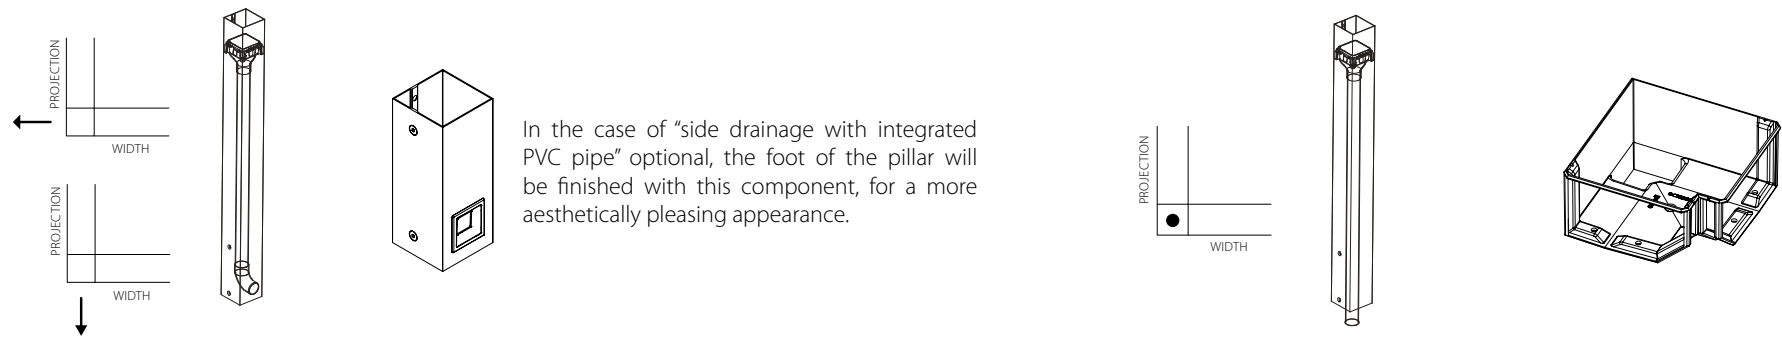 PROJECTION
WIDTH
PROJECTION
WIDTH
In the case of “side drainage with integrated
PVC pipe” optional, the foot of the pillar will
be finished with this component, for a more
aesthetically pleasing appearance.
PROJECTION
WIDTH